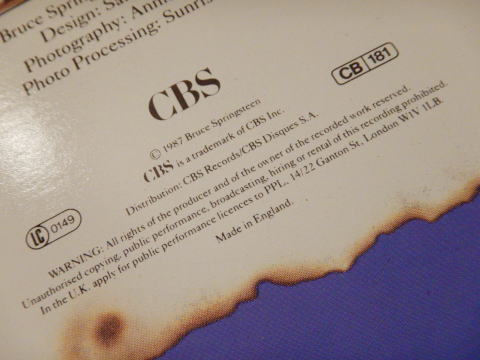 Bruce Spring
Design: Sa
Photography: Anni
Photo Processing: Sunris
CBS
CB 181
© 1987 Bruce Springsteen
CBS is a trademark of CBS Inc.
Distribution: CBS Records/CBS Disques S.A.
LC 0149
WARNING: All rights of the producer and of the owner of the recorded work reserved.
Unauthorised copying, public performance, broadcasting, hiring or rental of this recording prohibited.
In the U.K. apply for public performance licences to PPL, 14/22 Ganton St, London W1V 1LB.
Made in England.